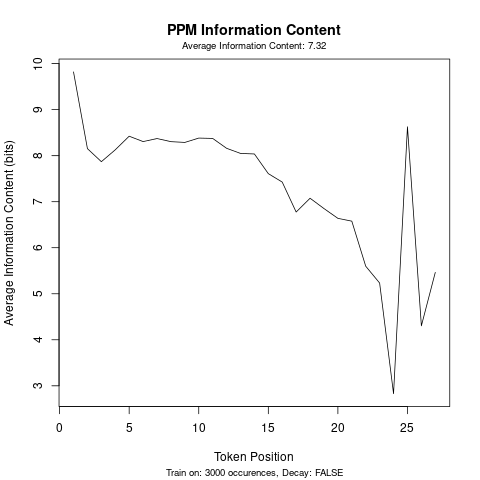 PPM Information Content
Average Information Content: 7.32
Average Information Content (bits)
10
9
8
7
6
5
4
3
0 5 10 15 20 25
Token Position
Train on: 3000 occurences, Decay: FALSE